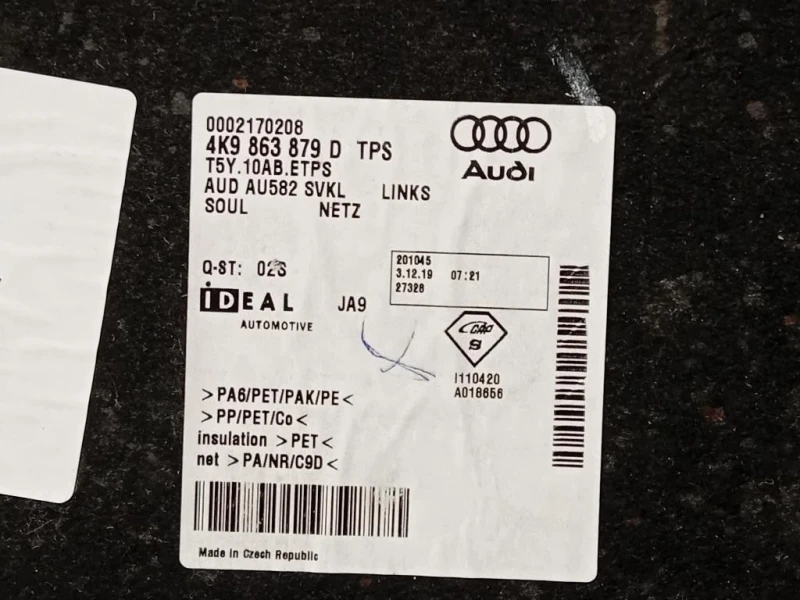 0002170208
4K9 863 879 D TPS
T5Y.10AB.ETPS
AUD AU582 SVKL LINKS
SOUL NETZ
Audi
Q-ST: 02S
201045
3.12.19 07:21
27328
IDEAL JA9
AUTOMOTIVE
CAP
S
I110420
A018656
>PA6/PET/PAK/PE<
>PP/PET/Co<
insulation >PET<
net >PA/NR/C9D<
Made in Czech Republic